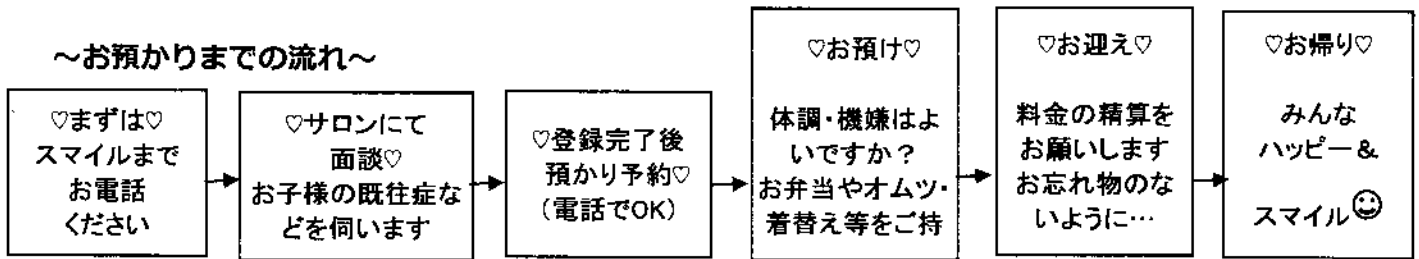 ～お預かりまでの流れ～
♡まずは♡
スマイルまで
お電話
ください
♡サロンにて
面談♡
お子様の既往症な
どを伺います
♡登録完了後
預かり予約♡
（電話でOK）
♡お預け♡
体調・機嫌はよ
いですか？
お弁当やオムツ・
着替え等をご持
♡お迎え♡
料金の精算を
お願いします
お忘れ物のな
いように…
♡お帰り♡
みんな
ハッピー＆
スマイル☺